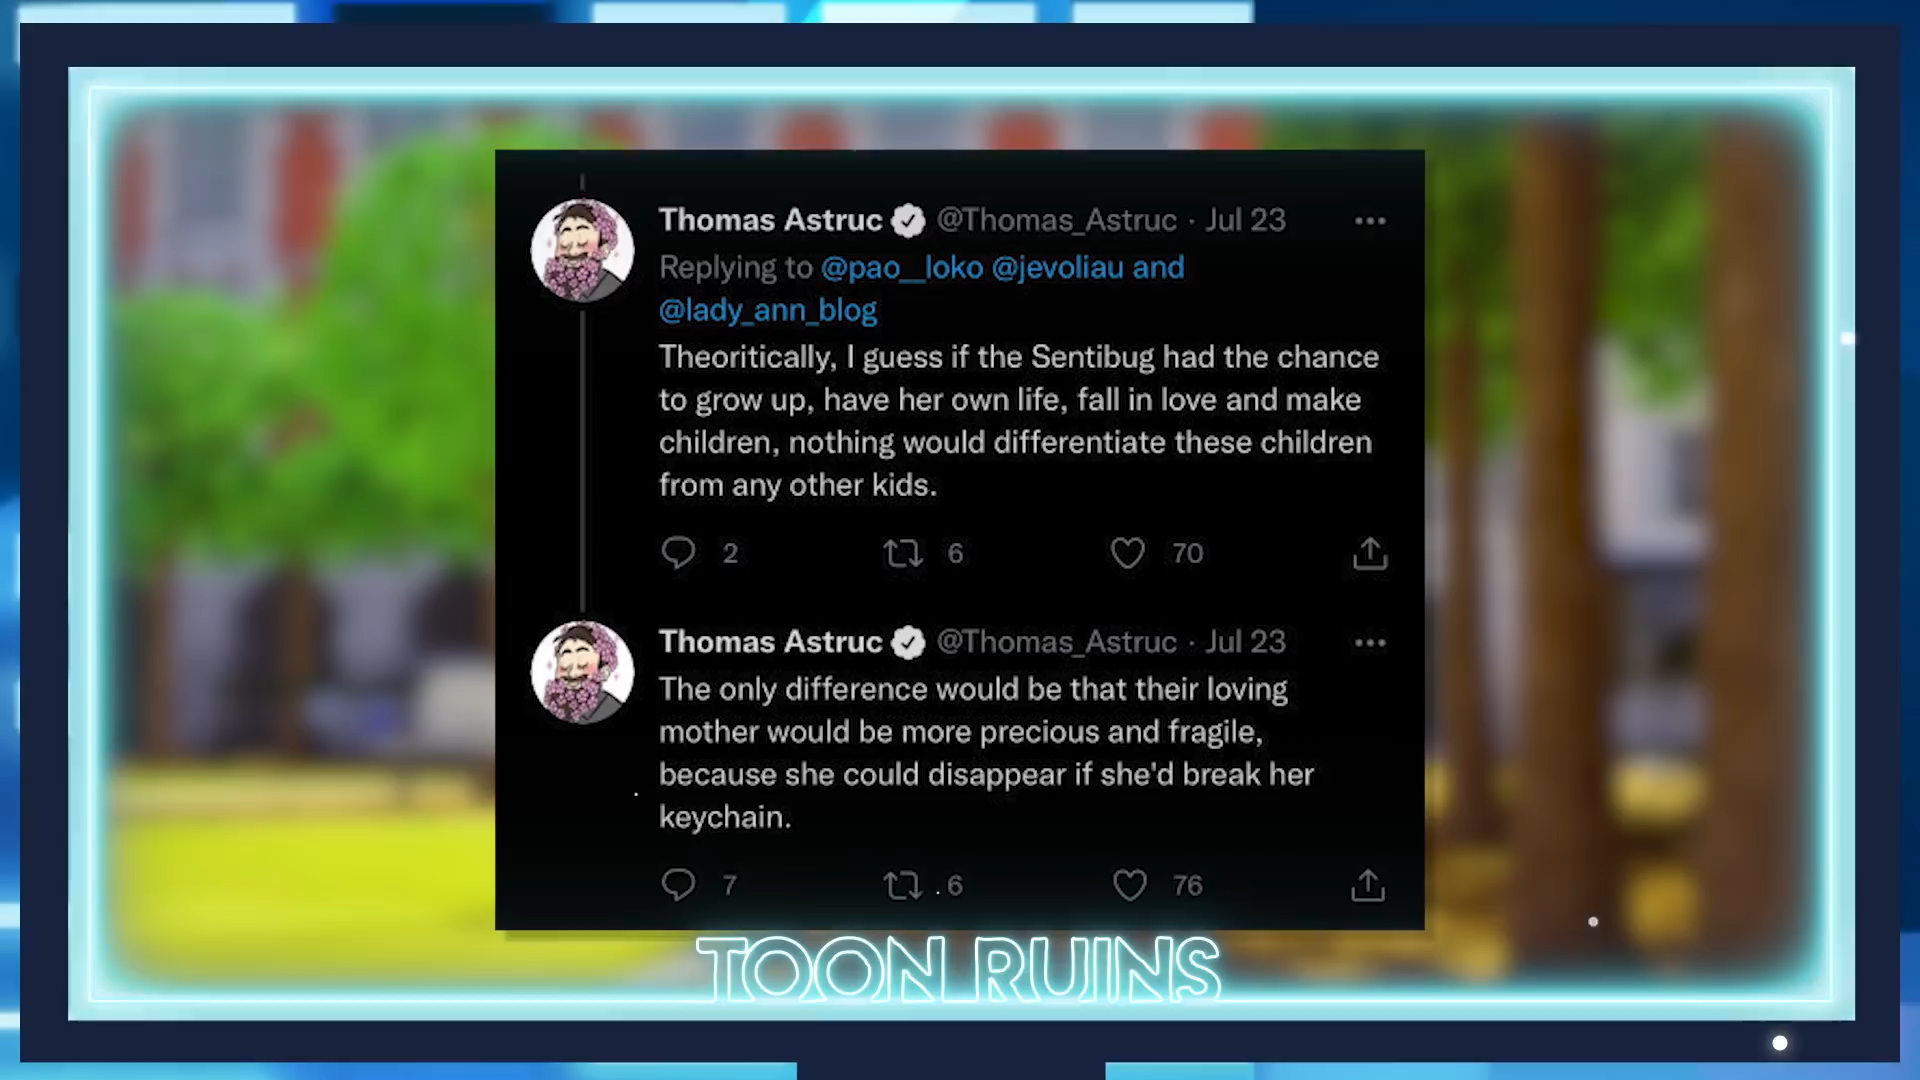 Thomas Astruc @Thomas_Astruc · Jul 23
Replying to @pao__loko @jevoliau and
@lady_ann_blog
Theoritically, I guess if the Sentibug had the chance
to grow up, have her own life, fall in love and make
children, nothing would differentiate these children
from any other kids.
2 6 70
Thomas Astruc @Thomas_Astruc · Jul 23
The only difference would be that their loving
mother would be more precious and fragile,
because she could disappear if she'd break her
keychain.
7 6 76
TOON RUINS